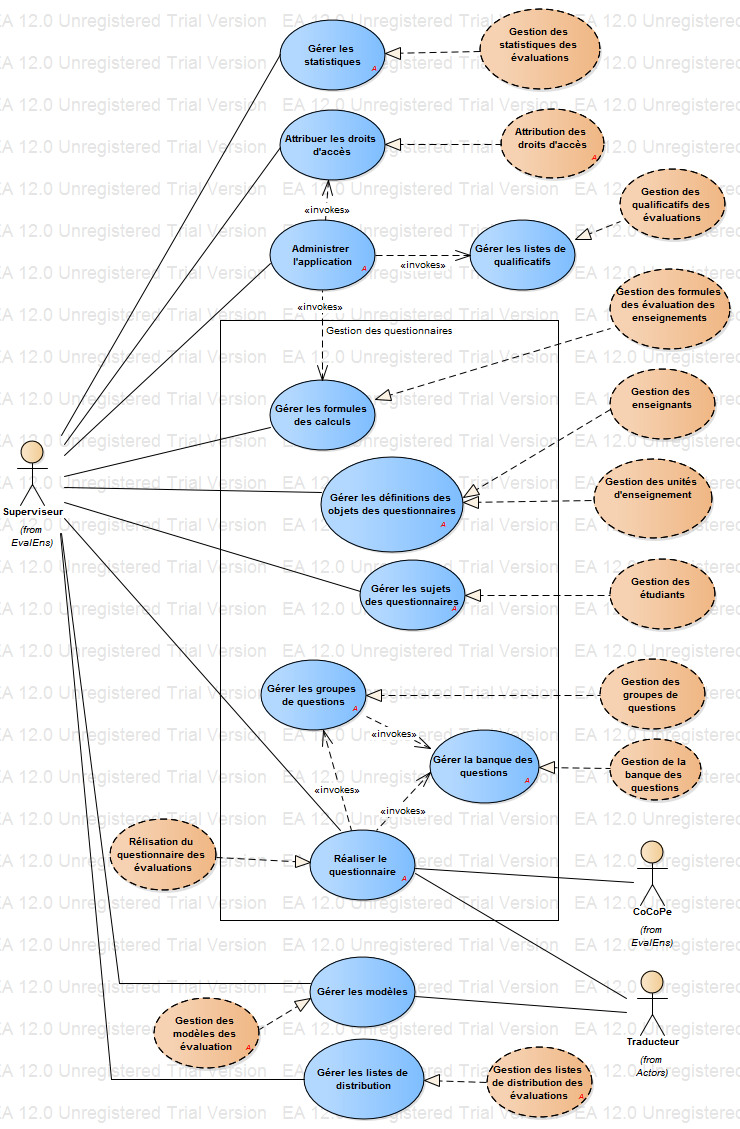 EA 12.0 Unregistered Trial Version
Gérer les
statistiques
A
Gestion des
statistiques des
évaluations
Attribuer les droits
d'accès
Attribution des
droits d'accès
A
«invokes»
Gestion des
qualificatifs des
évaluations
Administrer
l'application
A
«invokes»
Gérer les listes de
qualificatifs
«invokes»
Gestion des formules
des évaluation des
enseignements
Gestion des questionnaires
Gérer les formules
des calculs
Gestion des
enseignants
Superviseur
(from
EvalEns)
Gérer les définitions des
objets des questionnaires
A
Gestion des unités
d'enseignement
Gérer les sujets
des questionnaires
A
Gestion des
étudiants
Gérer les groupes
de questions
A
Gestion des
groupes de
questions
«invokes»
Gérer la banque des
questions
A
Gestion de la
banque des
questions
«invokes»
«invokes»
Rélisation du
questionnaire des
évaluations
Réaliser le
questionnaire
A
CoCoPe
(from
EvalEns)
Gérer les modèles
Gestion des
modèles des
évaluation
A
Traducteur
(from
Actors)
Gérer les listes de
distribution
Gestion des listes
de distribution des
évaluations
A